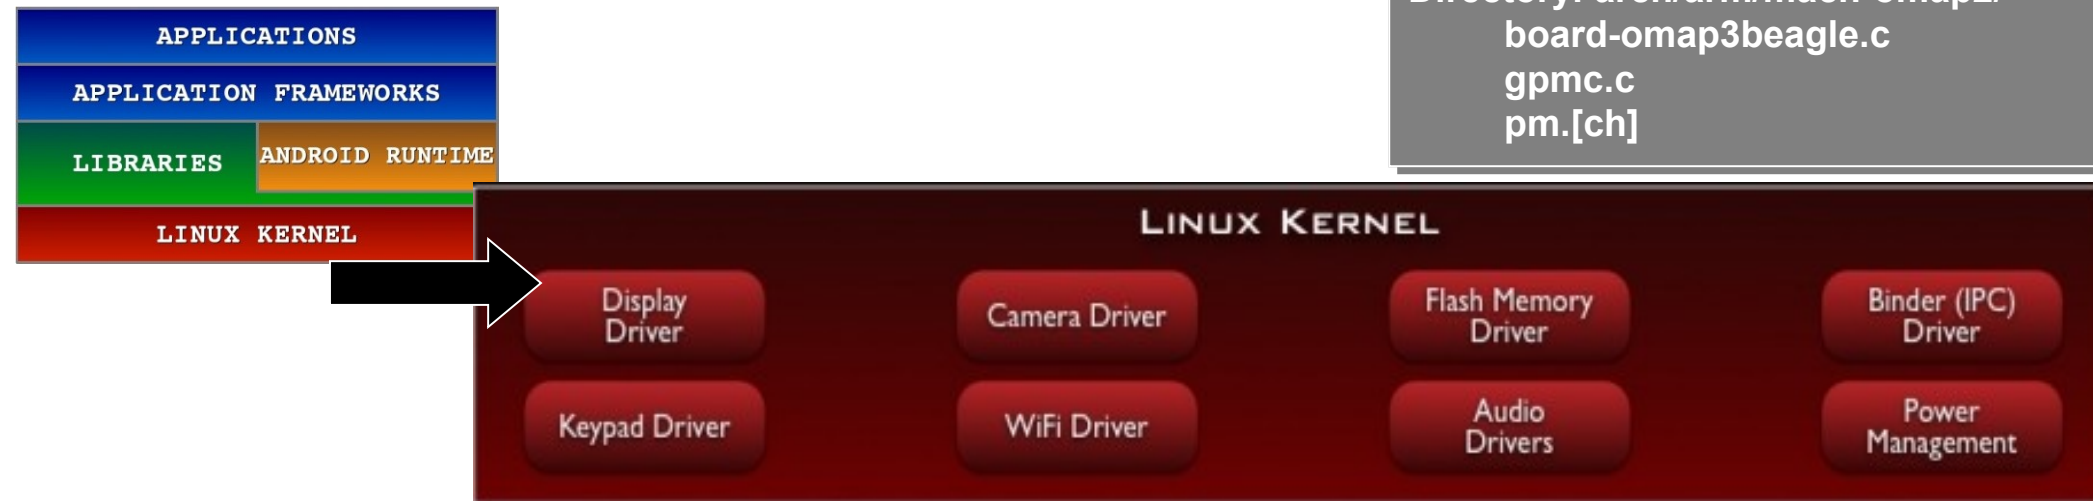 APPLICATIONS
APPLICATION FRAMEWORKS
LIBRARIES
ANDROID RUNTIME
LINUX KERNEL
board-omap3beagle.c
gpmc.c
pm.[ch]
LINUX KERNEL
Display
Driver
Camera Driver
Flash Memory
Driver
Binder (IPC)
Driver
Keypad Driver
WiFi Driver
Audio
Drivers
Power
Management